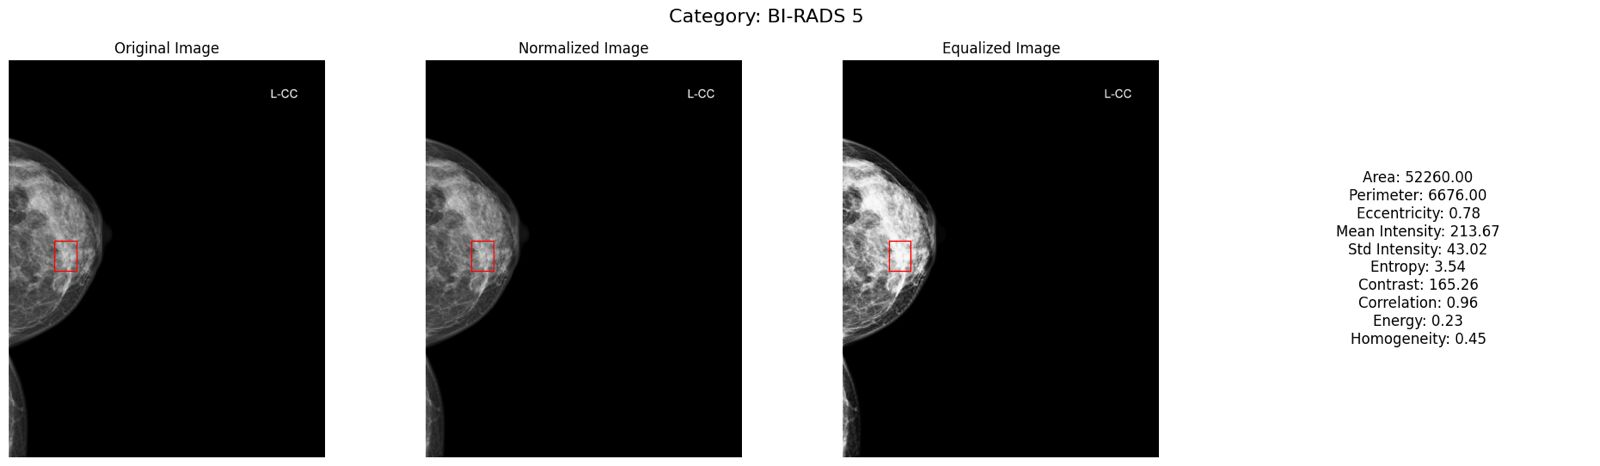 Category: BI-RADS 5
Original Image
Normalized Image
Equalized Image
L-CC
L-CC
L-CC
Area: 52260.00
Perimeter: 6676.00
Eccentricity: 0.78
Mean Intensity: 213.67
Std Intensity: 43.02
Entropy: 3.54
Contrast: 165.26
Correlation: 0.96
Energy: 0.23
Homogeneity: 0.45